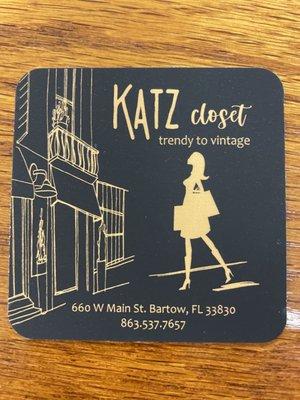 KATZ closet
trendy to vintage
660 W Main St. Bartow, FL 33830
863.537.7657